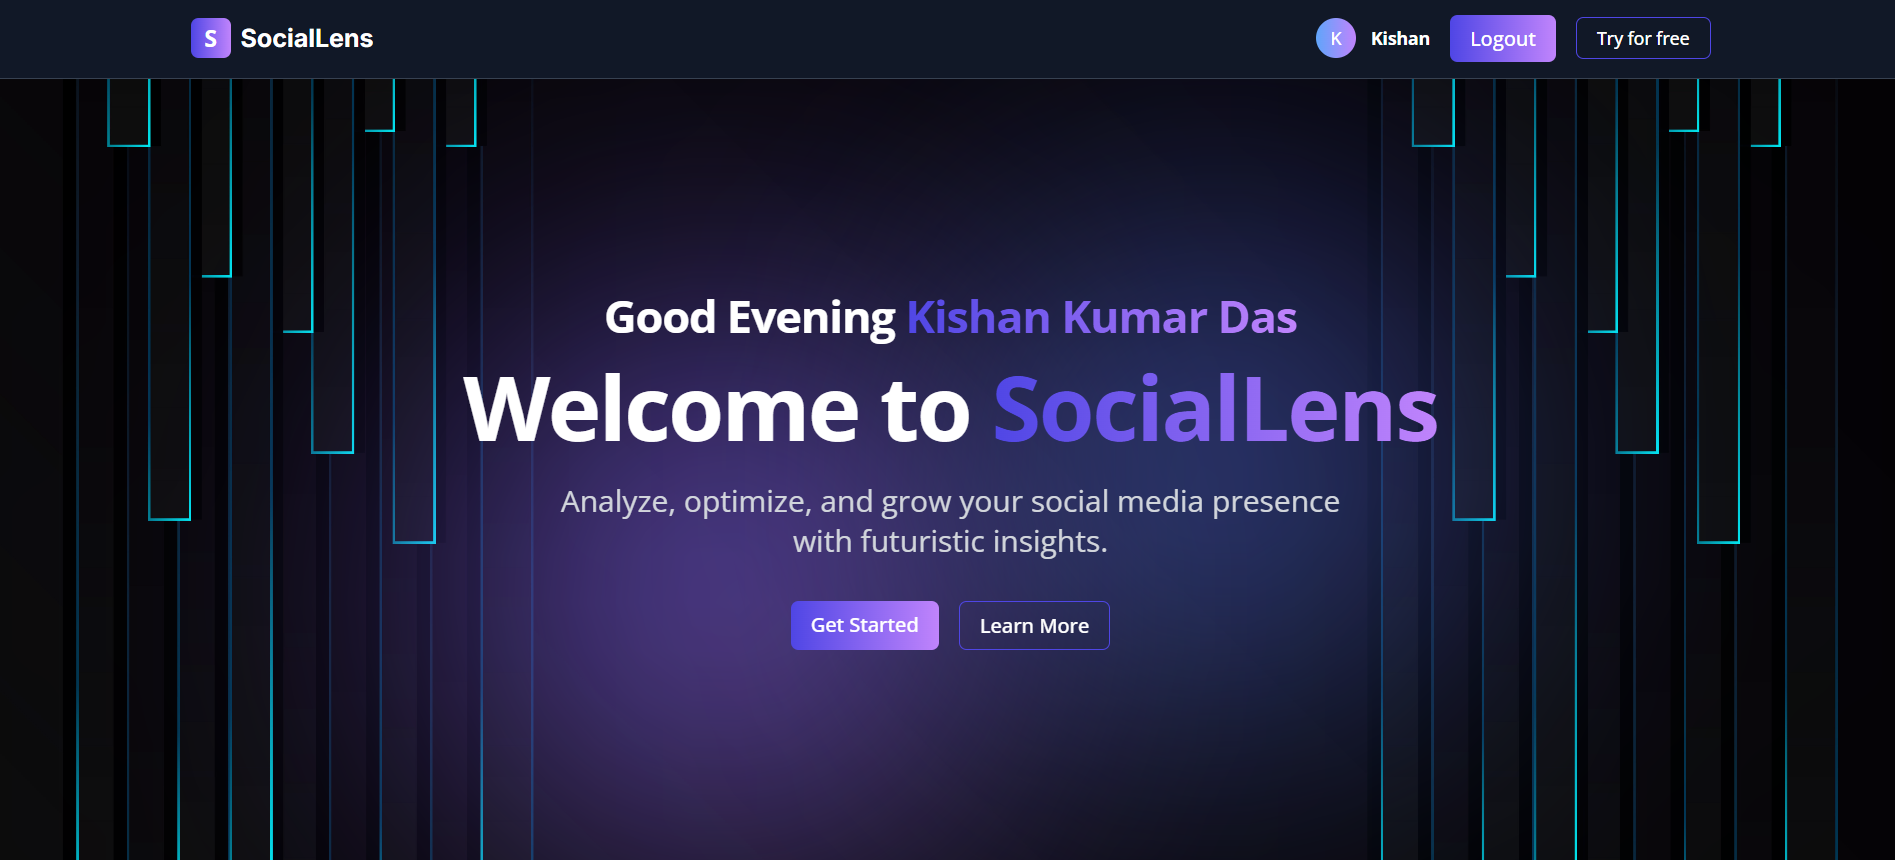 S SocialLens
K Kishan Logout Try for free
Good Evening Kishan Kumar Das
Welcome to SocialLens
Analyze, optimize, and grow your social media presence
with futuristic insights.
Get Started Learn More